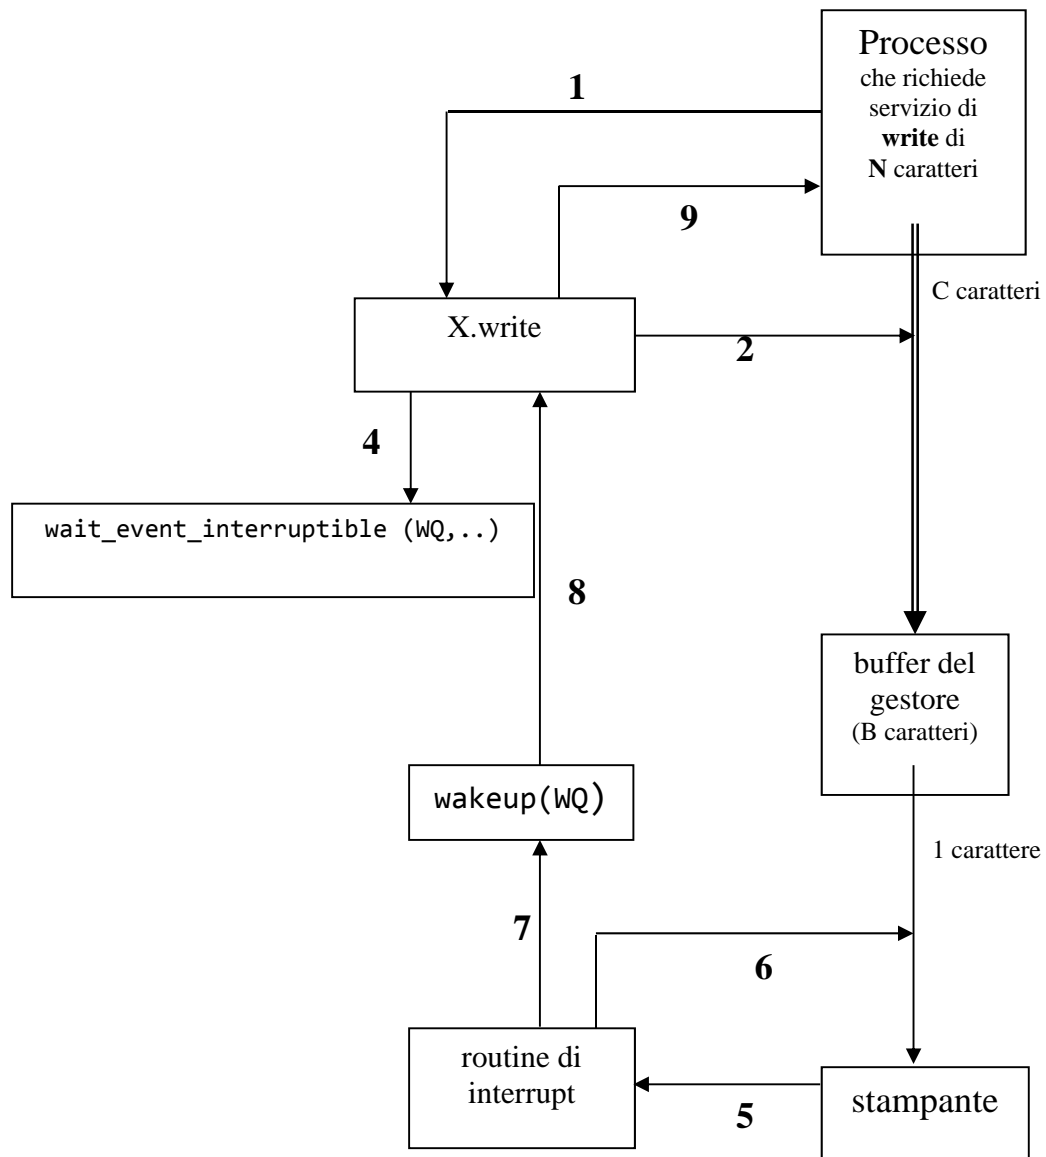 Processo
che richiede
servizio di
write di
N caratteri
1
9
C caratteri
X.write
2
4
wait_event_interruptible (WQ,..)
8
buffer del
gestore
(B caratteri)
wakeup(WQ)
1 carattere
7
6
routine di
interrupt
5
stampante